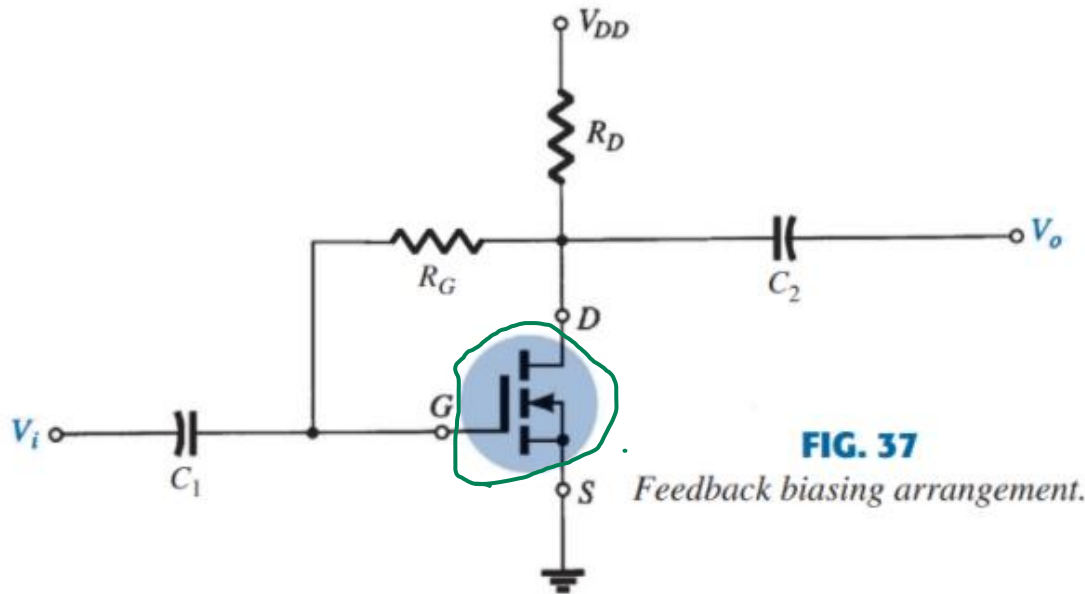 V_DD
R_D
V_o
R_G
C_2
D
G
V_i
C_1
S
FIG. 37
Feedback biasing arrangement.